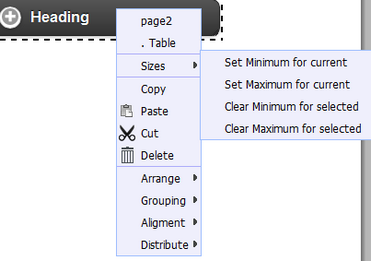 Heading
page2
. Table
Sizes
Set Minimum for current
Set Maximum for current
Clear Minimum for selected
Clear Maximum for selected
Copy
Paste
Cut
Delete
Arrange
Grouping
Aligment
Distribute